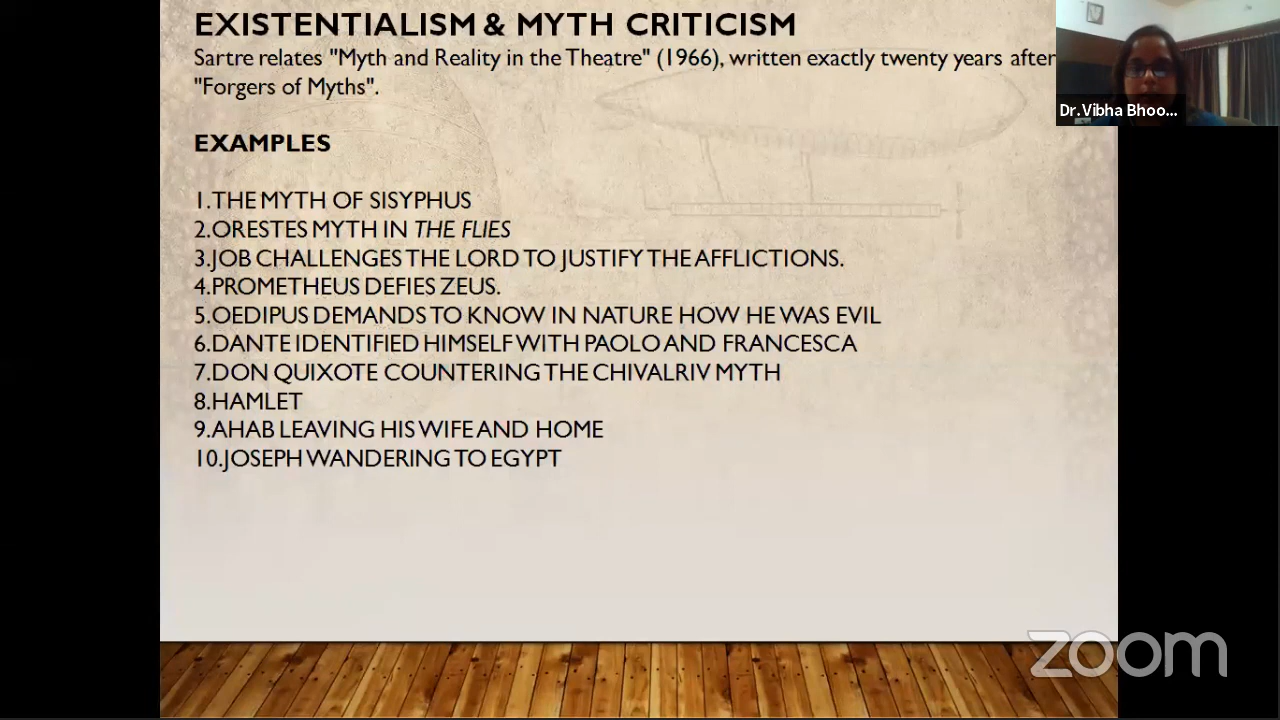 EXISTENTIALISM & MYTH CRITICISM
Sartre relates "Myth and Reality in the Theatre" (1966), written exactly twenty years after
"Forgers of Myths".
EXAMPLES
1.THE MYTH OF SISYPHUS
2.ORESTES MYTH IN THE FLIES
3.JOB CHALLENGES THE LORD TO JUSTIFY THE AFFLICTIONS.
4.PROMETHEUS DEFIES ZEUS.
5.OEDIPUS DEMANDS TO KNOW IN NATURE HOW HE WAS EVIL
6.DANTE IDENTIFIED HIMSELF WITH PAOLO AND FRANCESCA
7.DON QUIXOTE COUNTERING THE CHIVALRIV MYTH
8.HAMLET
9.AHAB LEAVING HIS WIFE AND HOME
10.JOSEPH WANDERING TO EGYPT
Dr.Vibha Bhoo...
zoom